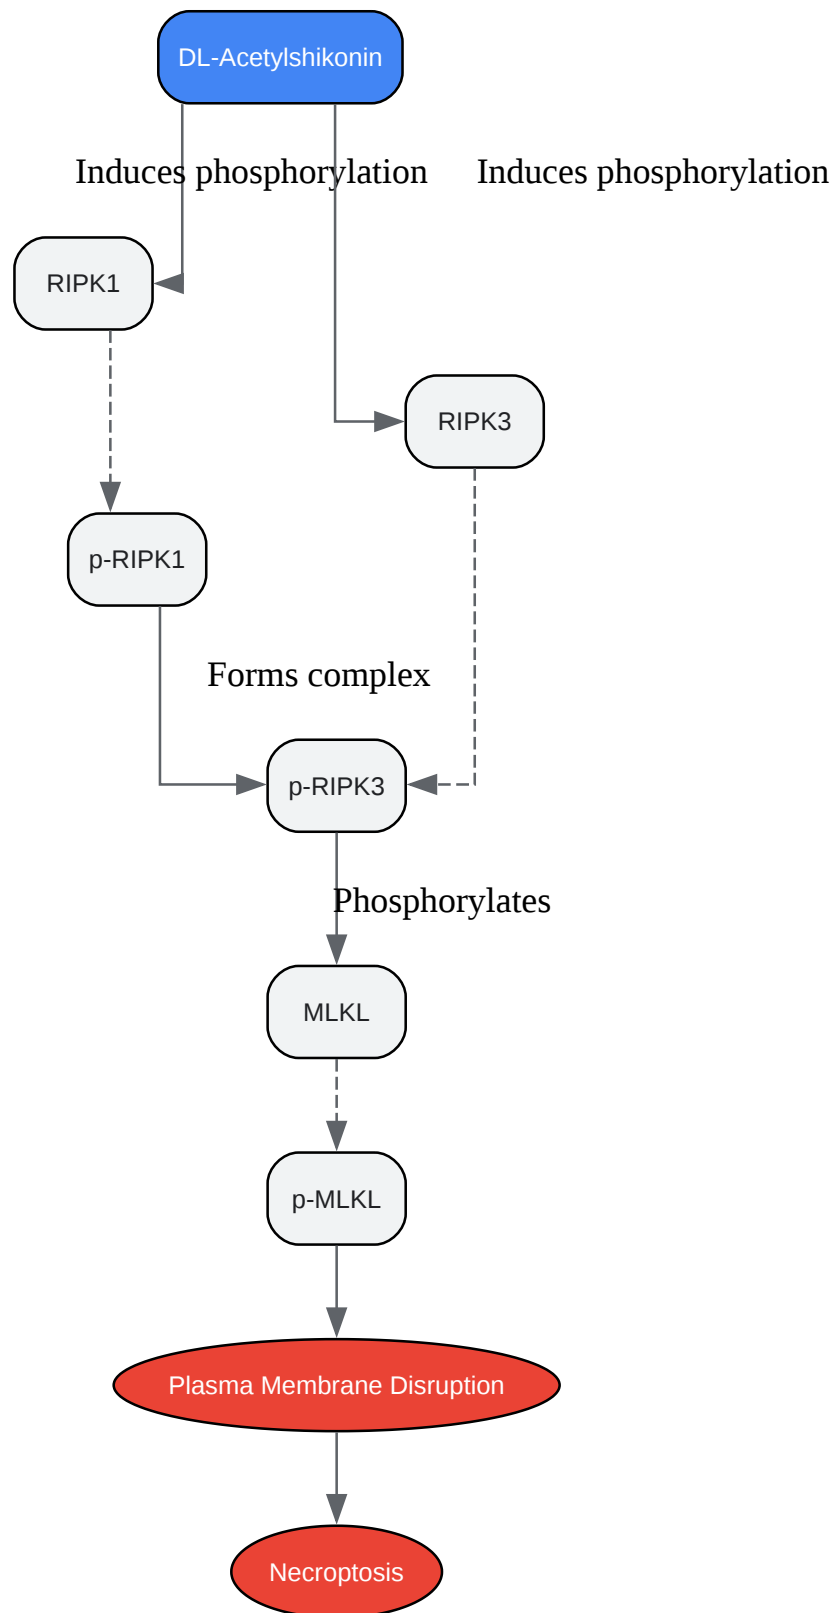 DL-Acetylshikonin
Induces phosphorylation
Induces phosphorylation
RIPK1
RIPK3
p-RIPK1
Forms complex
p-RIPK3
Phosphorylates
MLKL
p-MLKL
Plasma Membrane Disruption
Necroptosis